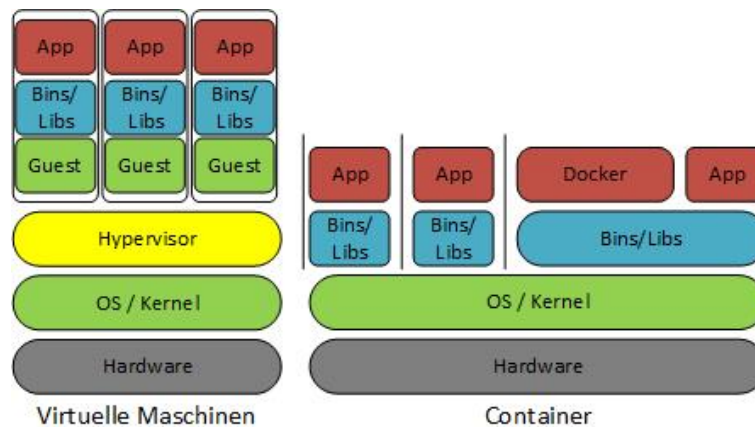 App App App
Bins/ Bins/ Bins/
Libs Libs Libs
Guest Guest Guest
Hypervisor
OS / Kernel
Hardware
Virtuelle Maschinen
App App Docker App
Bins/ Bins/ Bins/Libs
Libs Libs
OS / Kernel
Hardware
Container